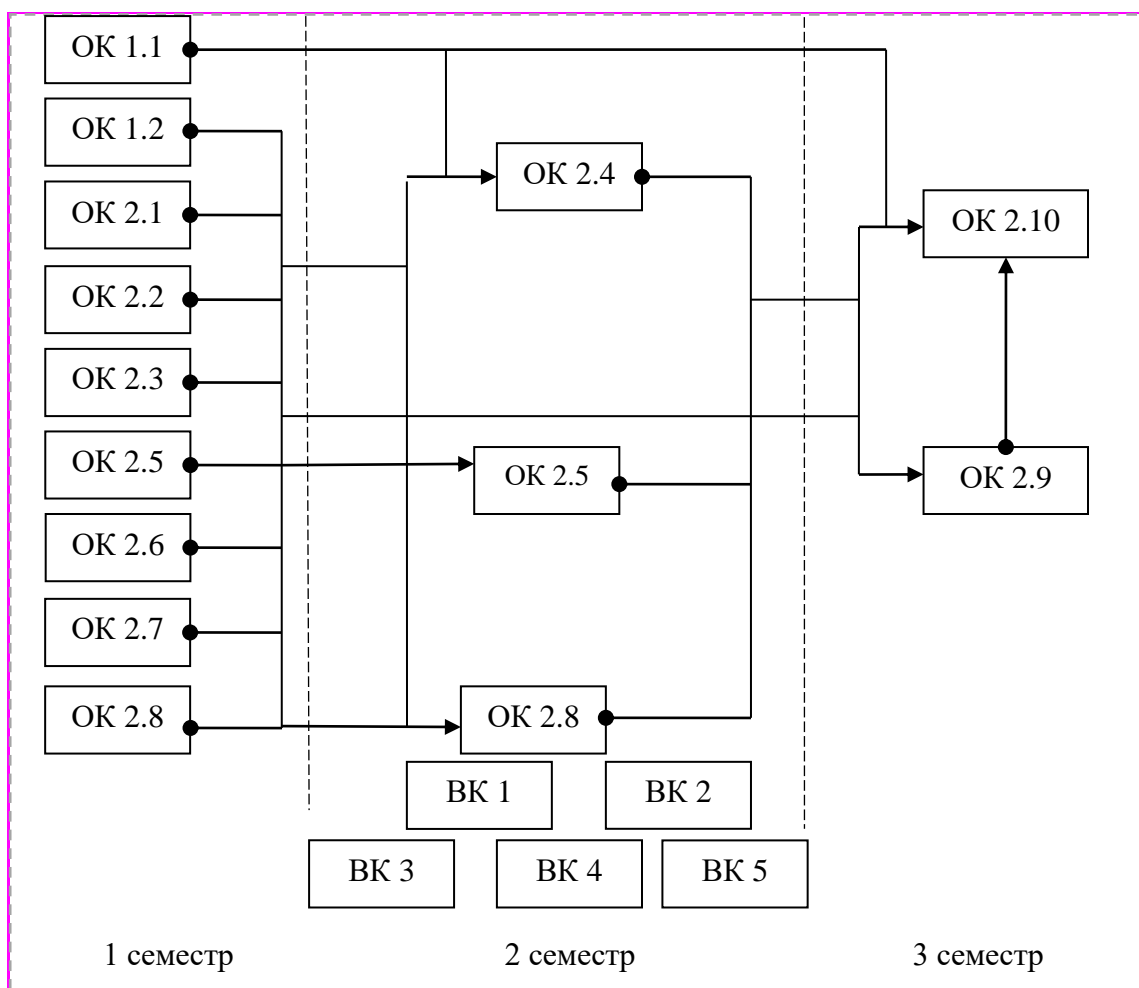 ОК 1.1
ОК 1.2
ОК 2.1
ОК 2.2
ОК 2.3
ОК 2.5
ОК 2.6
ОК 2.7
ОК 2.8
ОК 2.4
ОК 2.5
ОК 2.8
ВК 1
ВК 2
ВК 3
ВК 4
ВК 5
ОК 2.10
ОК 2.9
1 семестр
2 семестр
3 семестр